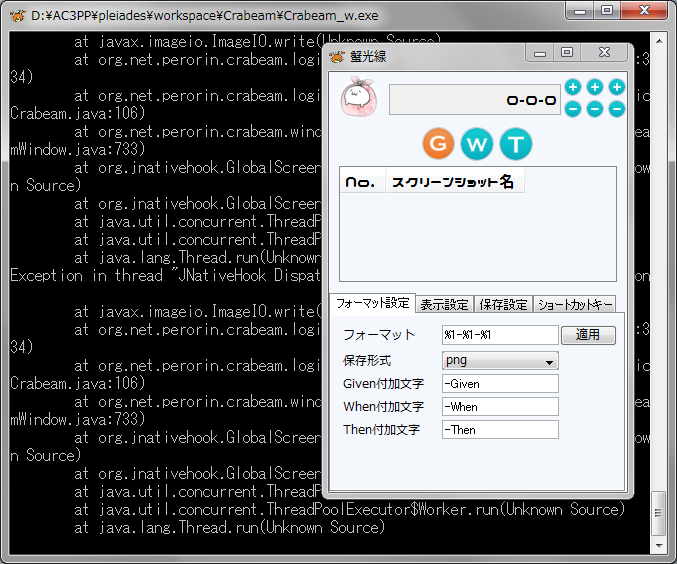 D:¥AC3PP¥pleiades¥workspace¥Crabeam¥Crabeam_w.exe
at javax.imageio.ImageIO.write(Unknown Source)
at org.net.perorin.crabeam.logi
34)
at org.net.perorin.crabeam.logi
Crabeam.java:106)
at org.net.perorin.crabeam.wind
mWindow.java:733)
at org.jnativehook.GlobalScreen
n Source)
at org.jnativehook.GlobalScreen
at java.util.concurrent.ThreadP
at java.util.concurrent.ThreadP
at java.lang.Thread.run(Unknown
Exception in thread "JNativeHook Dispat
at javax.imageio.ImageIO.write(
at org.net.perorin.crabeam.logi
34)
at org.net.perorin.crabeam.logi
Crabeam.java:106)
at org.net.perorin.crabeam.wind
mWindow.java:733)
at org.jnativehook.GlobalScreen
n Source)
at org.jnativehook.GlobalScreen
at java.util.concurrent.ThreadP
at java.util.concurrent.ThreadPoolExecutor$Worker.run(Unknown Source)
at java.lang.Thread.run(Unknown Source)
蟹光線
0-0-0
G W T
No. スクリーンショット名
フォーマット設定 表示設定 保存設定 ショートカットキー
フォーマット %1-%1-%1 適用
保存形式 png
Given付加文字 -Given
When付加文字 -When
Then付加文字 -Then